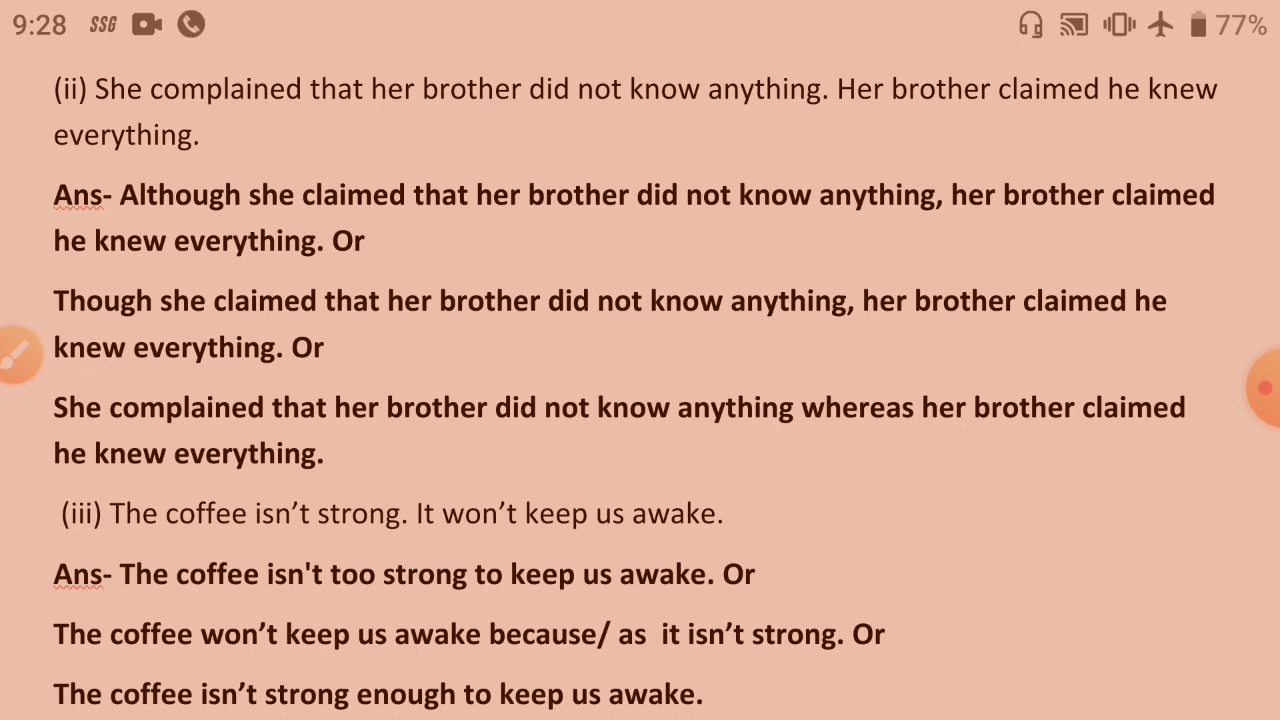 9:28 SSG 77%
(ii) She complained that her brother did not know anything. Her brother claimed he knew
everything.
Ans- Although she claimed that her brother did not know anything, her brother claimed
he knew everything. Or
Though she claimed that her brother did not know anything, her brother claimed he
knew everything. Or
She complained that her brother did not know anything whereas her brother claimed
he knew everything.
(iii) The coffee isn’t strong. It won’t keep us awake.
Ans- The coffee isn't too strong to keep us awake. Or
The coffee won’t keep us awake because/ as  it isn’t strong. Or
The coffee isn’t strong enough to keep us awake.